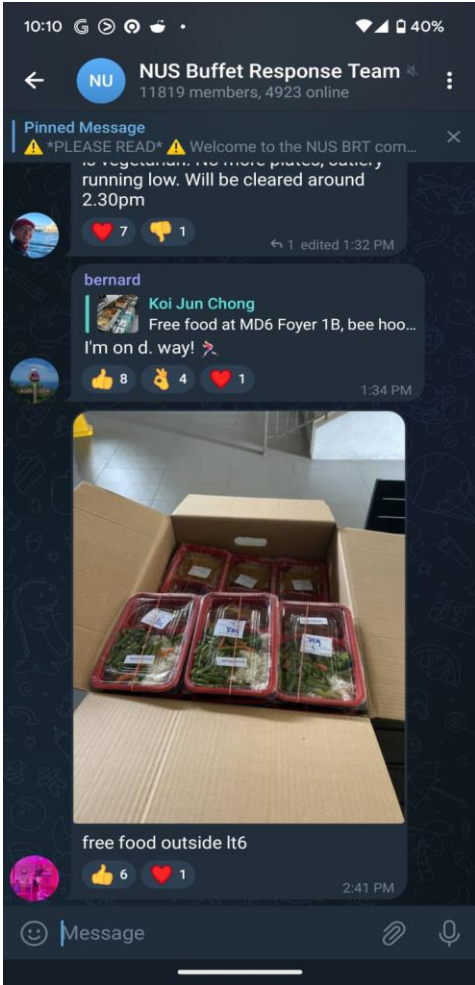 10:10
40%
NU
NUS Buffet Response Team
11819 members, 4923 online
Pinned Message
⚠️ *PLEASE READ* ⚠️ Welcome to the NUS BRT com...
is vegetarian. No more plates, cutlery
running low. Will be cleared around
2.30pm
❤️ 7 👎 1
1 edited 1:32 PM
bernard
Koi Jun Chong
Free food at MD6 Foyer 1B, bee hoo...
I'm on d. way! 🏃
👍 8 👌 4 ❤️ 1
1:34 PM
veg
free food outside lt6
👍 6 ❤️ 1
2:41 PM
Message